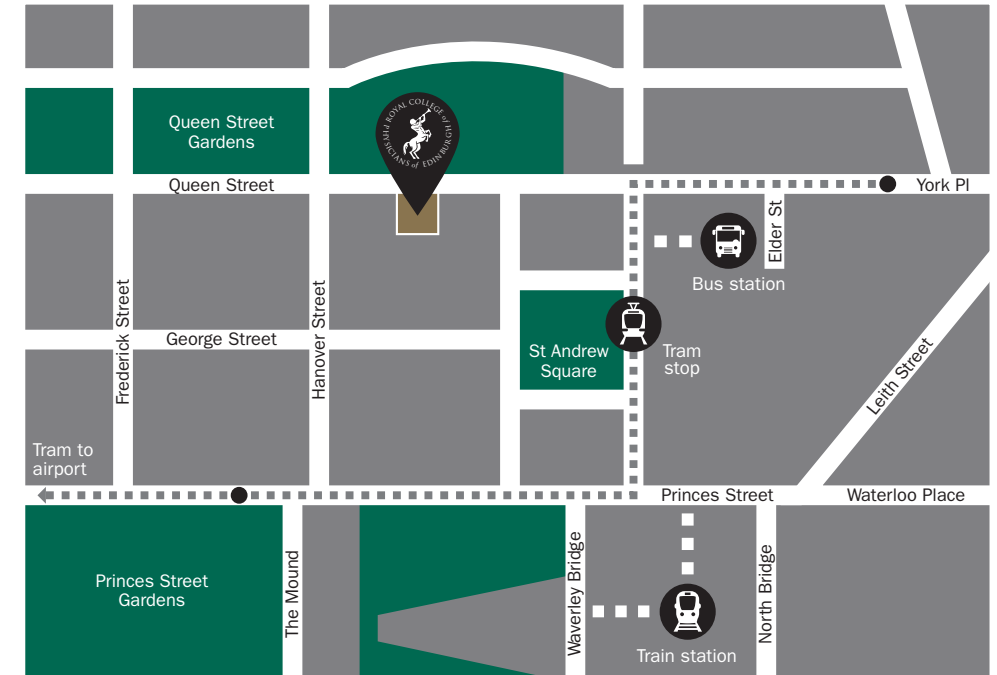 ROYAL COLLEGE of
PHYSICIANS of EDINBURGH
Queen Street
Gardens
Queen Street
York Pl
Elder St
Bus station
Frederick Street
Hanover Street
George Street
St Andrew
Square
Tram
stop
Leith Street
Tram to
airport
Princes Street
Waterloo Place
Princes Street
Gardens
The Mound
Waverley Bridge
North Bridge
Train station